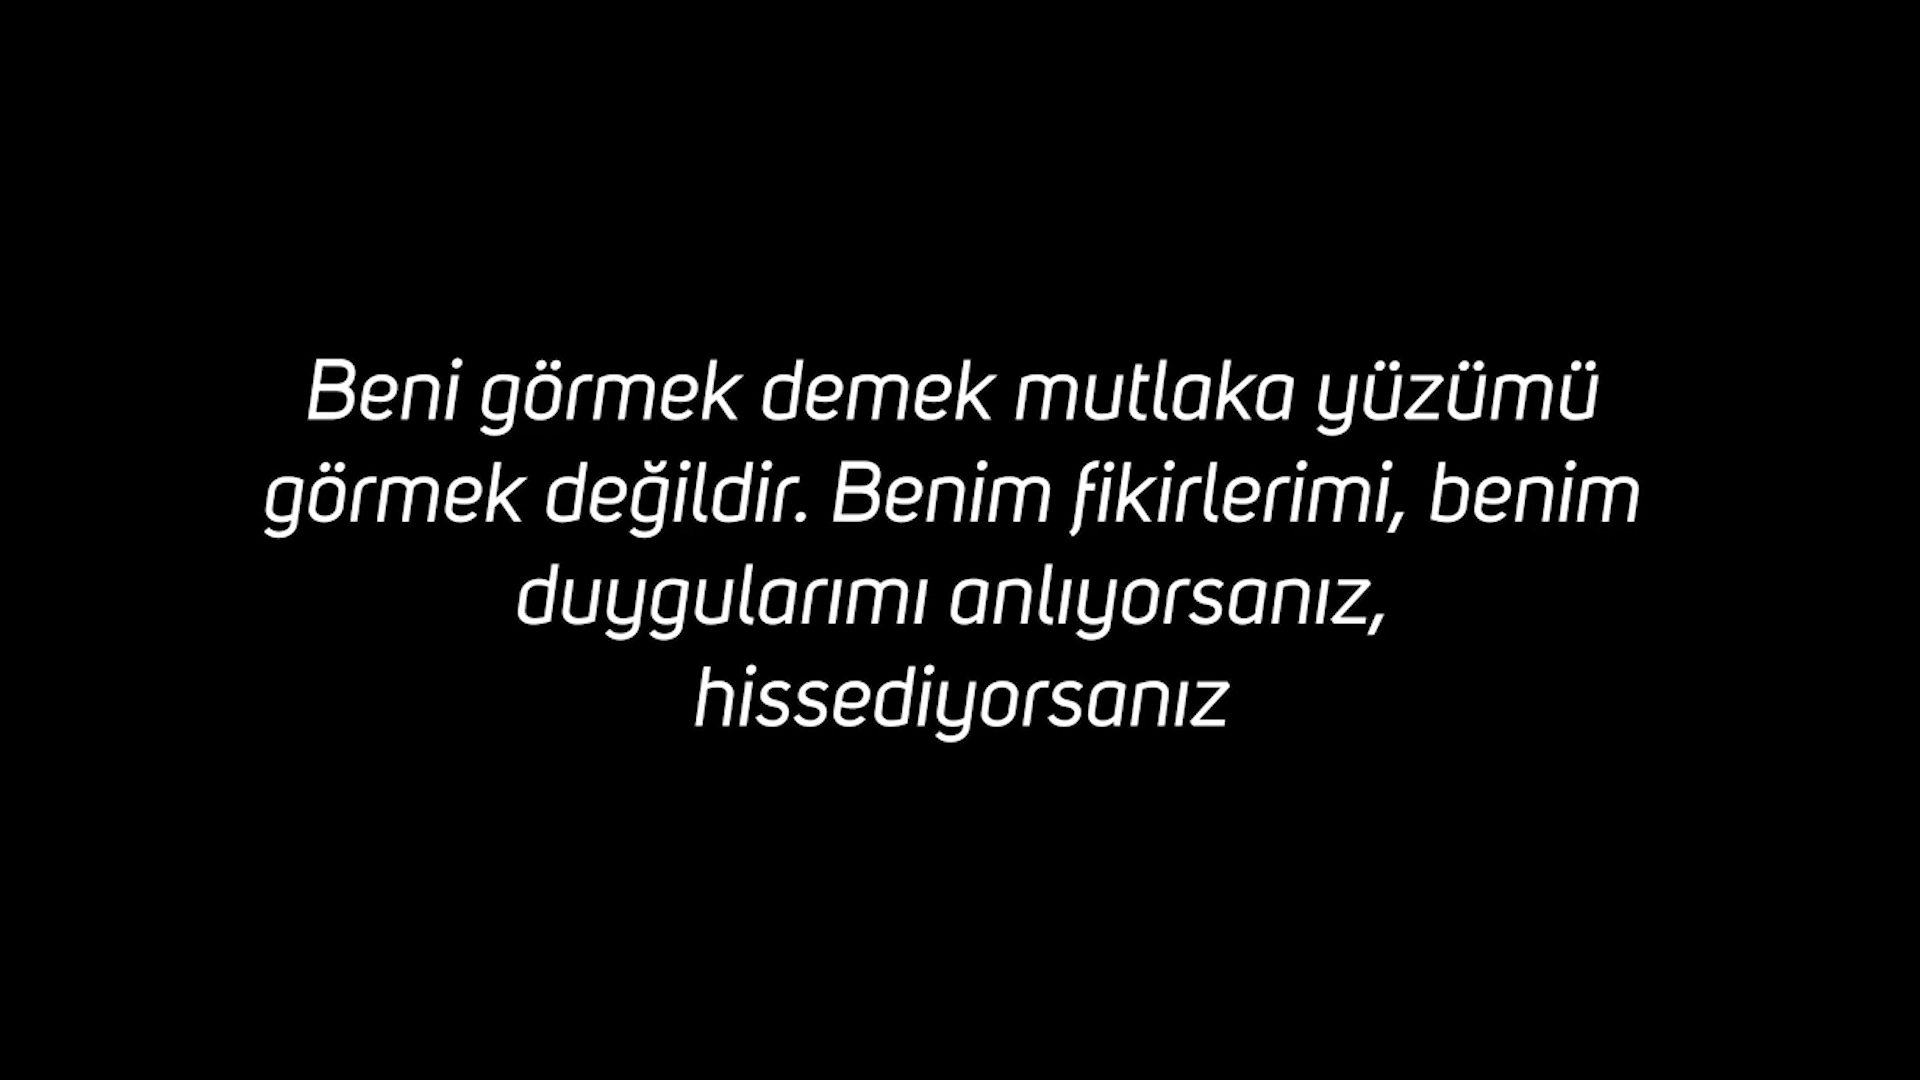 Beni görmek demek mutlaka yüzümü
görmek değildir. Benim fikirlerimi, benim
duygularımı anlıyorsanız,
hissediyorsanız